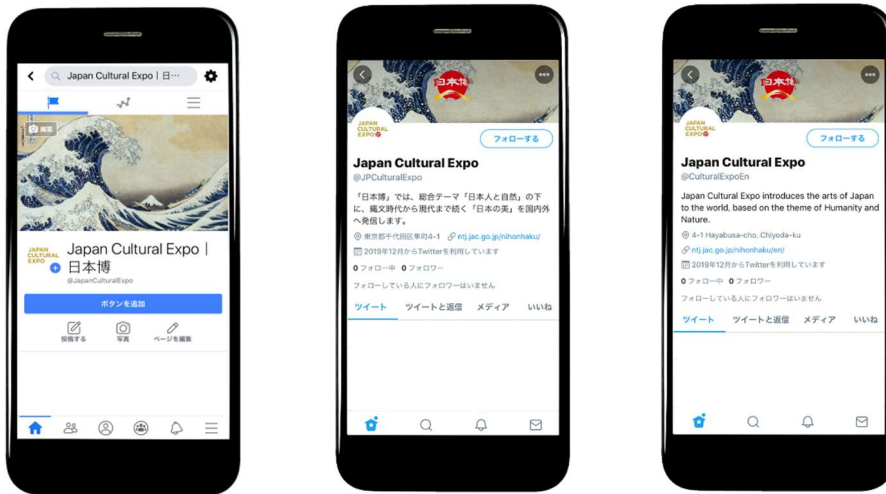 Japan Cultural Expo | 日…
編集
JAPAN
CULTURAL
EXPO
Japan Cultural Expo |
日本博
@JapanCulturalExpo
ボタンを追加
投稿する
写真
ページを編集
日本博
JAPAN
CULTURAL
EXPO
フォローする
Japan Cultural Expo
@JPCulturalExpo
「日本博」では、総合テーマ「日本人と自然」の下
に、縄文時代から現代まで続く「日本の美」を国内外
へ発信します。
東京都千代田区隼町4-1 ntj.jac.go.jp/nihonhaku/
2019年12月からTwitterを利用しています
0 フォロー中 0 フォロワー
フォローしている人にフォロワーはいません
ツイート ツイートと返信 メディア いいね
日本博
JAPAN
CULTURAL
EXPO
フォローする
Japan Cultural Expo
@CulturalExpoEn
Japan Cultural Expo introduces the arts of Japan
to the world, based on the theme of Humanity and
Nature.
4-1 Hayabusa-cho, Chiyoda-ku
ntj.jac.go.jp/nihonhaku/en/
2019年12月からTwitterを利用しています
0 フォロー中 0 フォロワー
フォローしている人にフォロワーはいません
ツイート ツイートと返信 メディア いいね